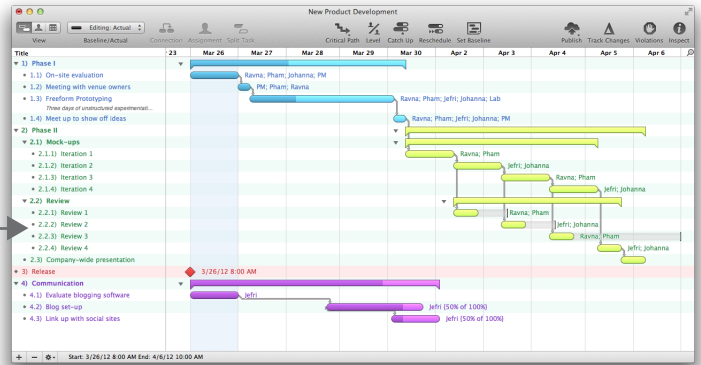 New Product Development
Editing: Actual
View Baseline/Actual Connection Assignment Split Task Critical Path Level Catch Up Reschedule Set Baseline Publish Track Changes Violations Inspect
Title 23 Mar 26 Mar 27 Mar 28 Mar 29 Mar 30 Apr 2 Apr 3 Apr 4 Apr 5 Apr 6
1) Phase I
1.1) On-site evaluation Ravna; Pham; Johanna; PM
1.2) Meeting with venue owners PM; Pham; Ravna
1.3) Freeform Prototyping Ravna; Pham; Jefri; Johanna; Lab
Three days of unstructured experimentati...
1.4) Meet up to show off ideas Ravna; Pham; Jefri; Johanna; PM
2) Phase II
2.1) Mock-ups
2.1.1) Iteration 1 Ravna; Pham
2.1.2) Iteration 2 Jefri; Johanna
2.1.3) Iteration 3 Ravna; Pham
2.1.4) Iteration 4 Jefri; Johanna
2.2) Review
2.2.1) Review 1 Ravna; Pham
2.2.2) Review 2 Jefri; Johanna
2.2.3) Review 3 Ravna; Pham
2.2.4) Review 4 Jefri; Johanna
2.3) Company-wide presentation
3) Release 3/26/12 8:00 AM
4) Communication
4.1) Evaluate blogging software Jefri
4.2) Blog set-up Jefri [50% of 100%]
4.3) Link up with social sites Jefri [50% of 100%]
Start: 3/26/12 8:00 AM End: 4/6/12 10:00 AM